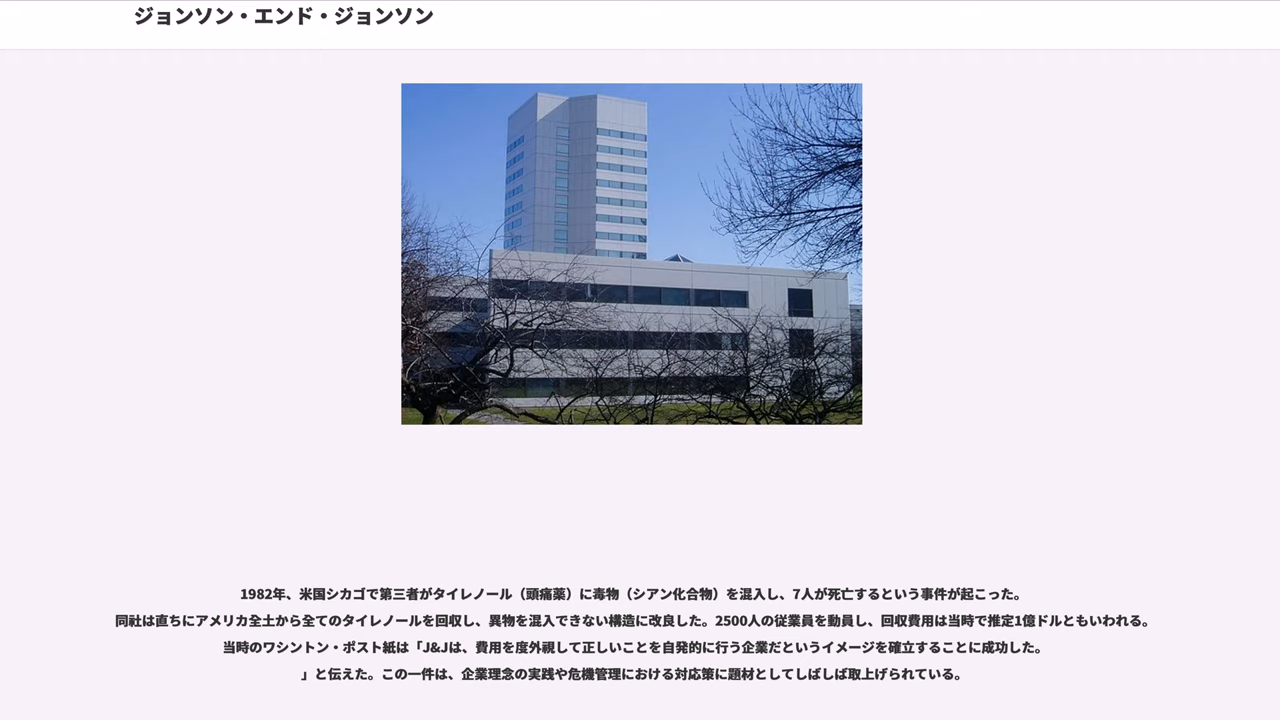 ジョンソン・エンド・ジョンソン
1982年、米国シカゴで第三者がタイレノール（頭痛薬）に毒物（シアン化合物）を混入し、7人が死亡するという事件が起こった。
同社は直ちにアメリカ全土から全てのタイレノールを回収し、異物を混入できない構造に改良した。2500人の従業員を動員し、回収費用は当時で推定1億ドルともいわれる。
当時のワシントン・ポスト紙は「J&Jは、費用を度外視して正しいことを自発的に行う企業だというイメージを確立することに成功した。
」と伝えた。この一件は、企業理念の実践や危機管理における対応策に題材としてしばしば取上げられている。